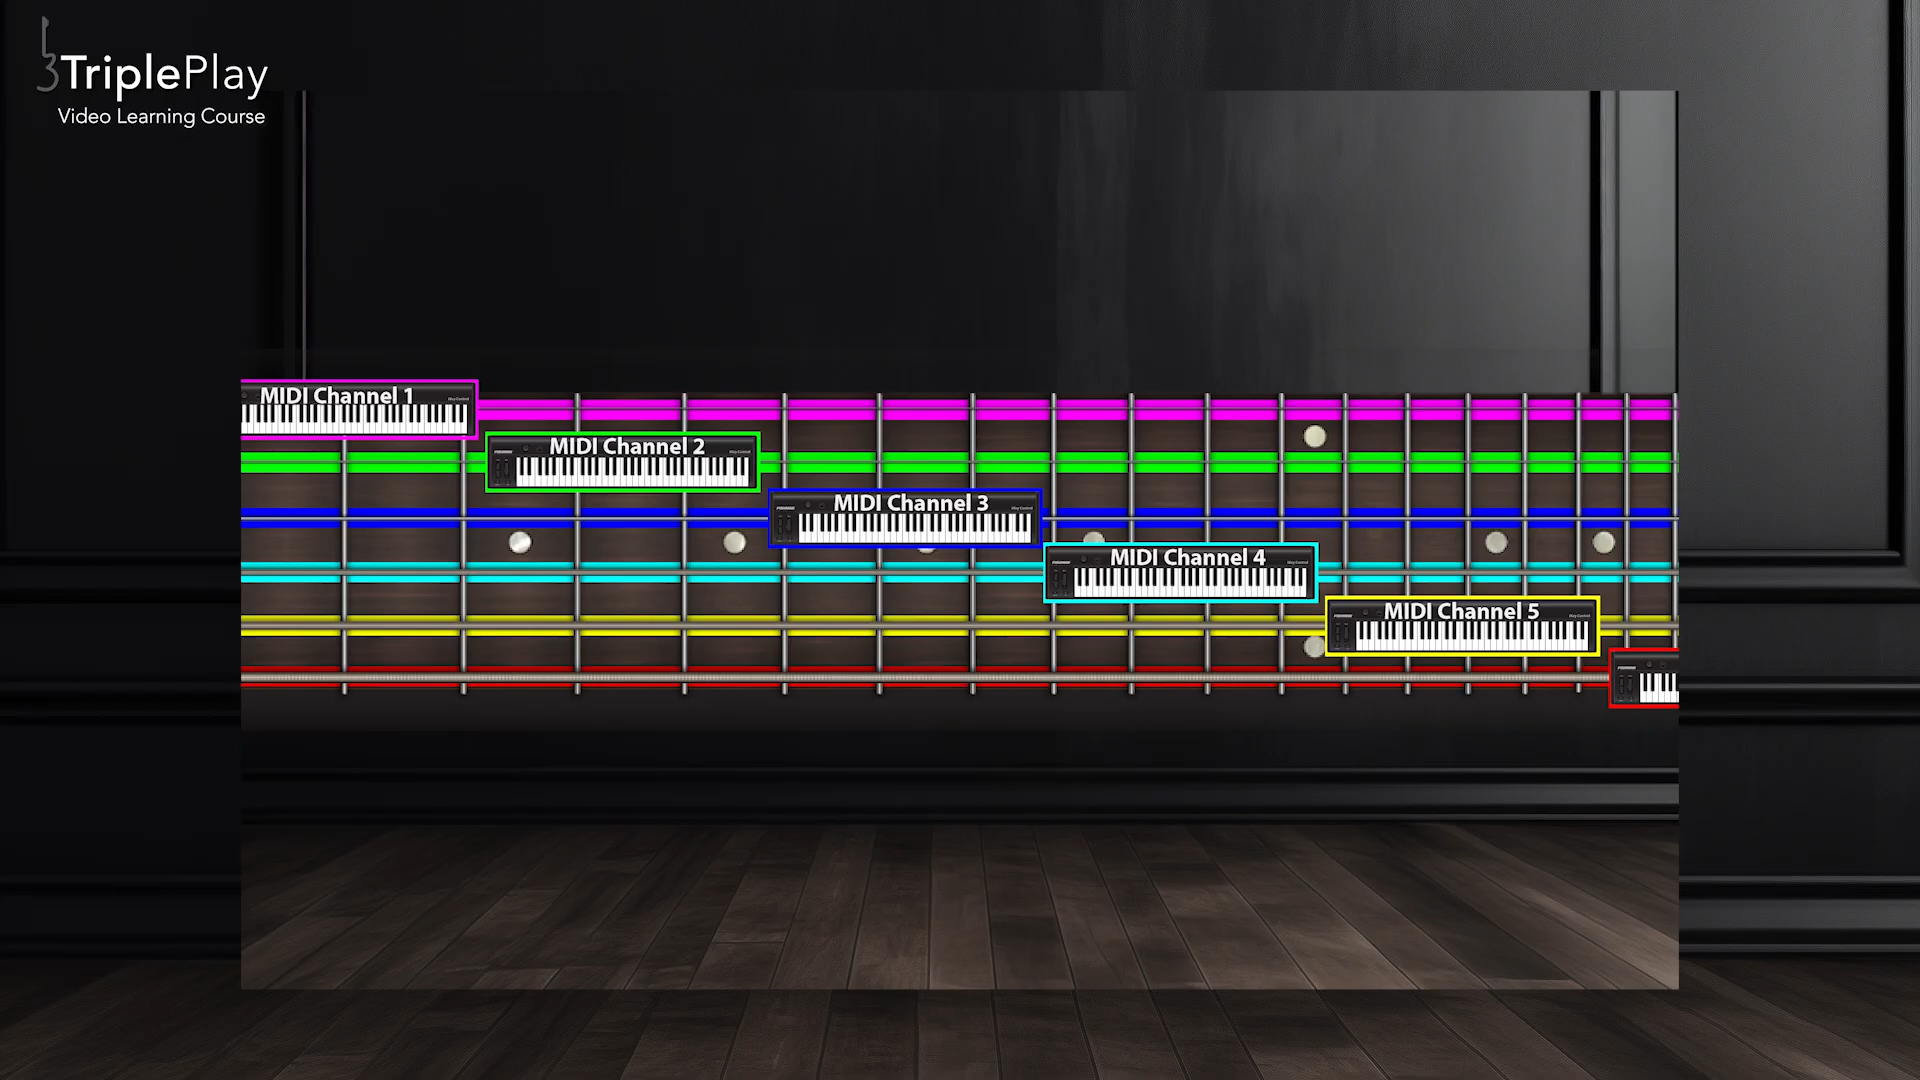 TriplePlay
Video Learning Course
MIDI Channel 1
MIDI Channel 2
MIDI Channel 3
MIDI Channel 4
MIDI Channel 5